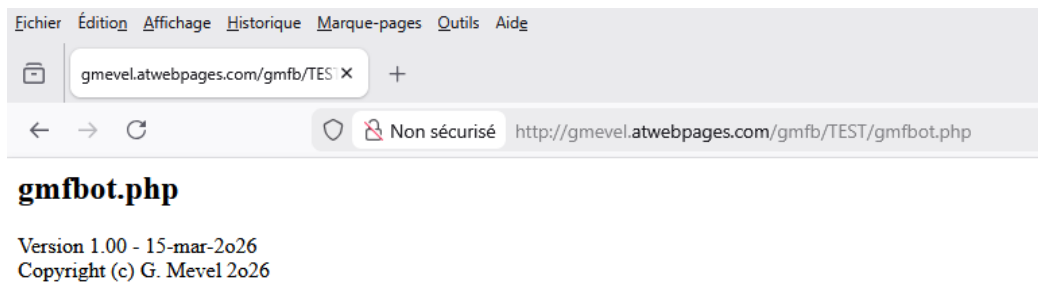 Fichier Édition Affichage Historique Marque-pages Outils Aide
gmevel.atwebpages.com/gmfb/TES
Non sécurisé http://gmevel.atwebpages.com/gmfb/TEST/gmfbot.php
gmfbot.php
Version 1.00 - 15-mar-2o26
Copyright (c) G. Mevel 2o26